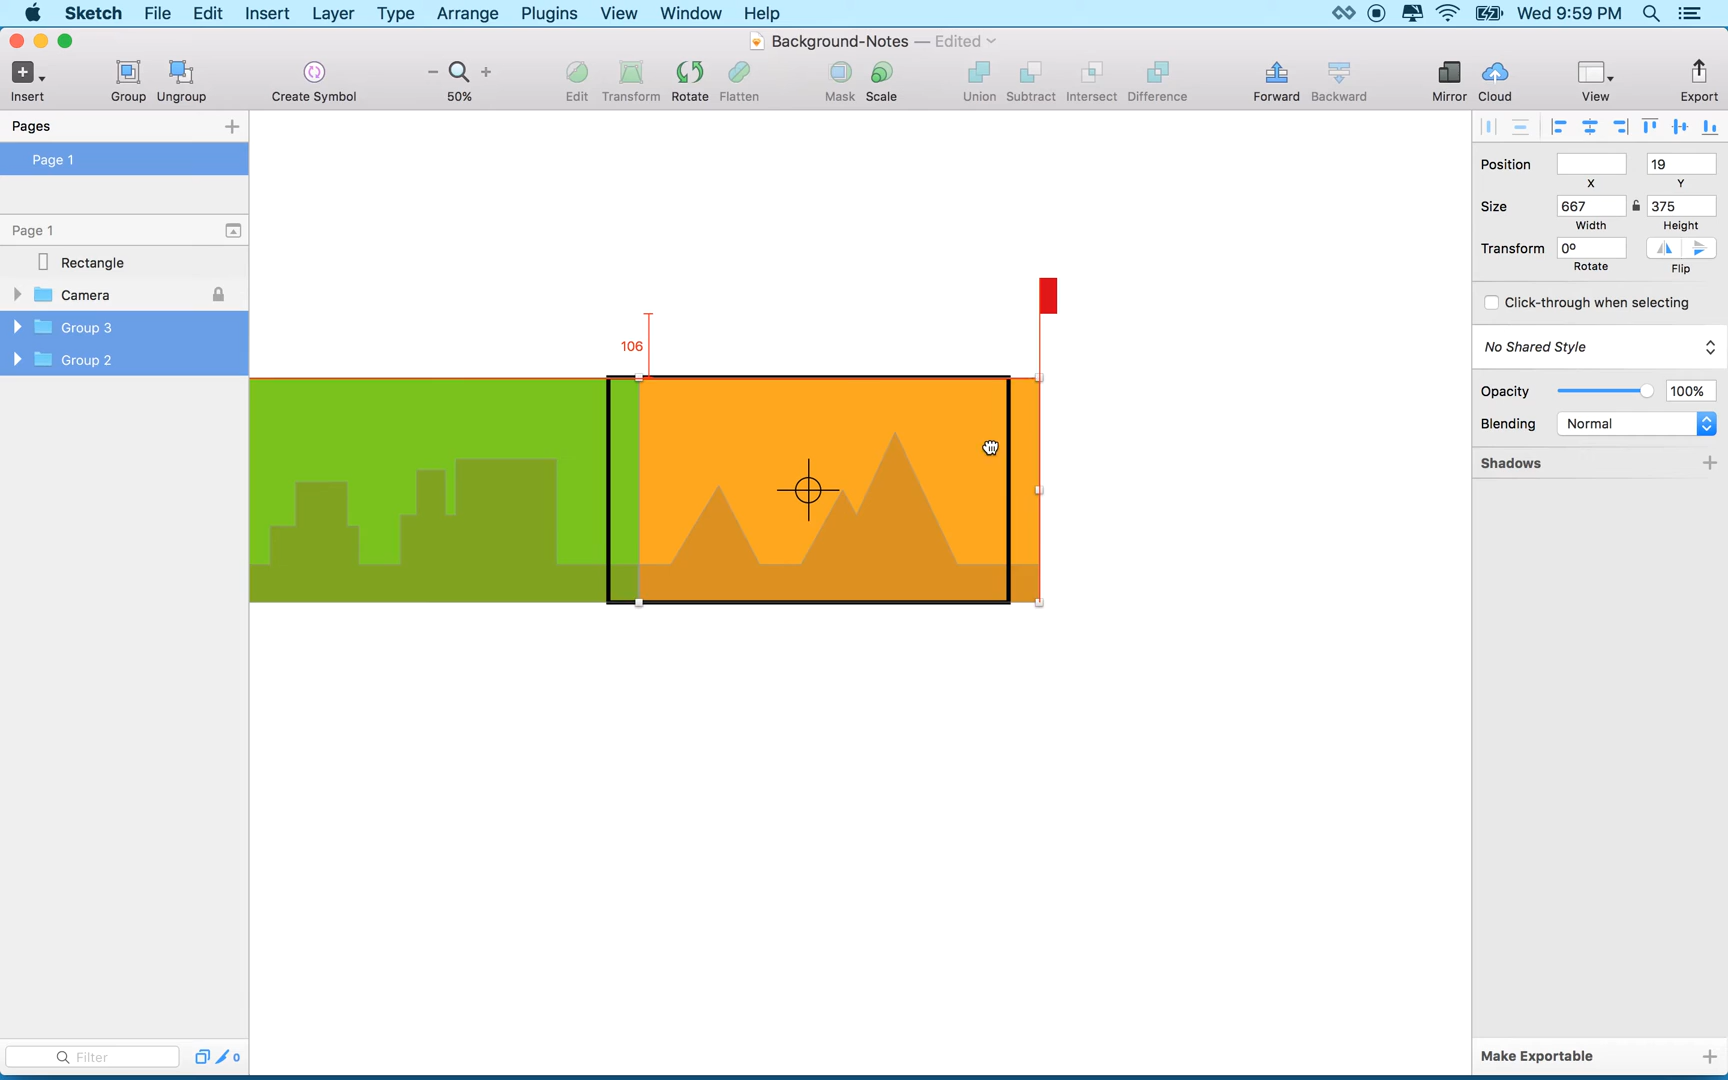 Sketch File Edit Insert Layer Type Arrange Plugins View Window Help Wed 9:59 PM
Background-Notes — Edited
Insert Group Ungroup Create Symbol 50% Edit Transform Rotate Flatten Mask Scale Union Subtract Intersect Difference Forward Backward Mirror Cloud View Export
Pages
Page 1
Page 1
Rectangle
Camera
Group 3
Group 2
Filter 0
106
Position 19
X Y
Size 667 375
Width Height
Transform 0º
Rotate Flip
Click-through when selecting
No Shared Style
Opacity 100%
Blending Normal
Shadows
Make Exportable